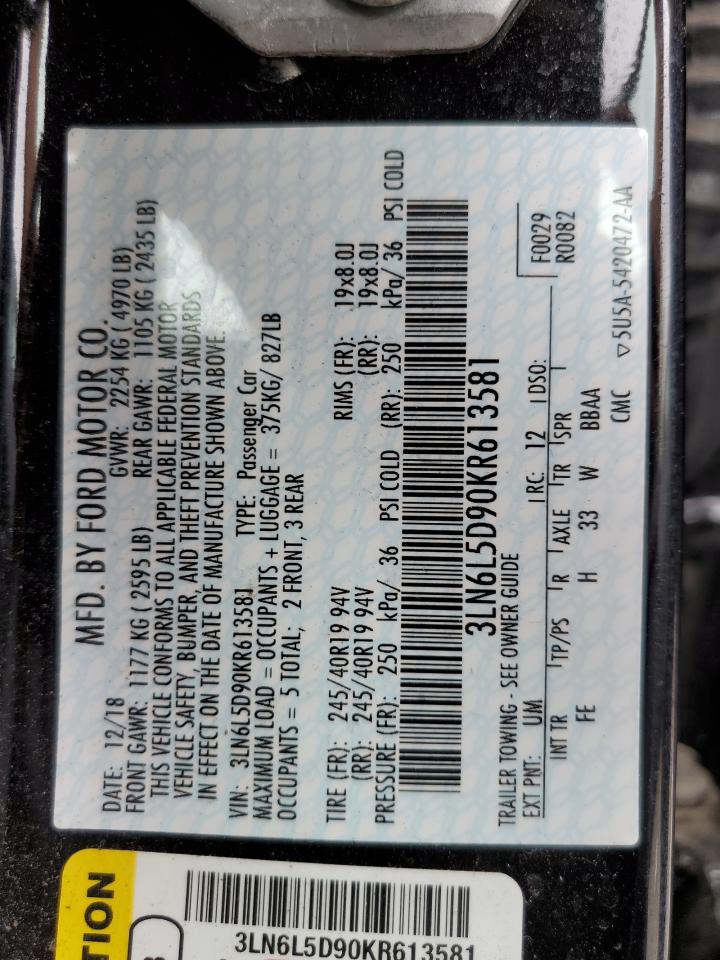 MFD. BY FORD MOTOR CO.
DATE: 12/18 GVWR: 2254 KG ( 4970 LB)
FRONT GAWR: 1177 KG ( 2595 LB) REAR GAWR: 1105 KG ( 2435 LB)
THIS VEHICLE CONFORMS TO ALL APPLICABLE FEDERAL MOTOR
VEHICLE SAFETY, BUMPER, AND THEFT PREVENTION STANDARDS
IN EFFECT ON THE DATE OF MANUFACTURE SHOWN ABOVE.
VIN: 3LN6L5D90KR613581 TYPE: Passenger Car
MAXIMUM LOAD = OCCUPANTS + LUGGAGE = 375KG/ 827LB
OCCUPANTS = 5 TOTAL; 2 FRONT, 3 REAR
TIRE (FR): 245/40R19 94V RIMS (FR): 19x8.0J
(RR): 245/40R19 94V (RR): 19x8.0J
PRESSURE (FR): 250 kPa/ 36 PSI COLD (RR): 250 kPa/ 36 PSI COLD
3LN6L5D90KR613581
TRAILER TOWING - SEE OWNER GUIDE
F0029
EXT PNT: UM RC: 12 DSO: R0082
INT TR TP/PS R AXLE TR SPR
FE H 33 W BBAA
CMC ▽5U5A-5420472-AA
TION
3LN6L5D90KR613581